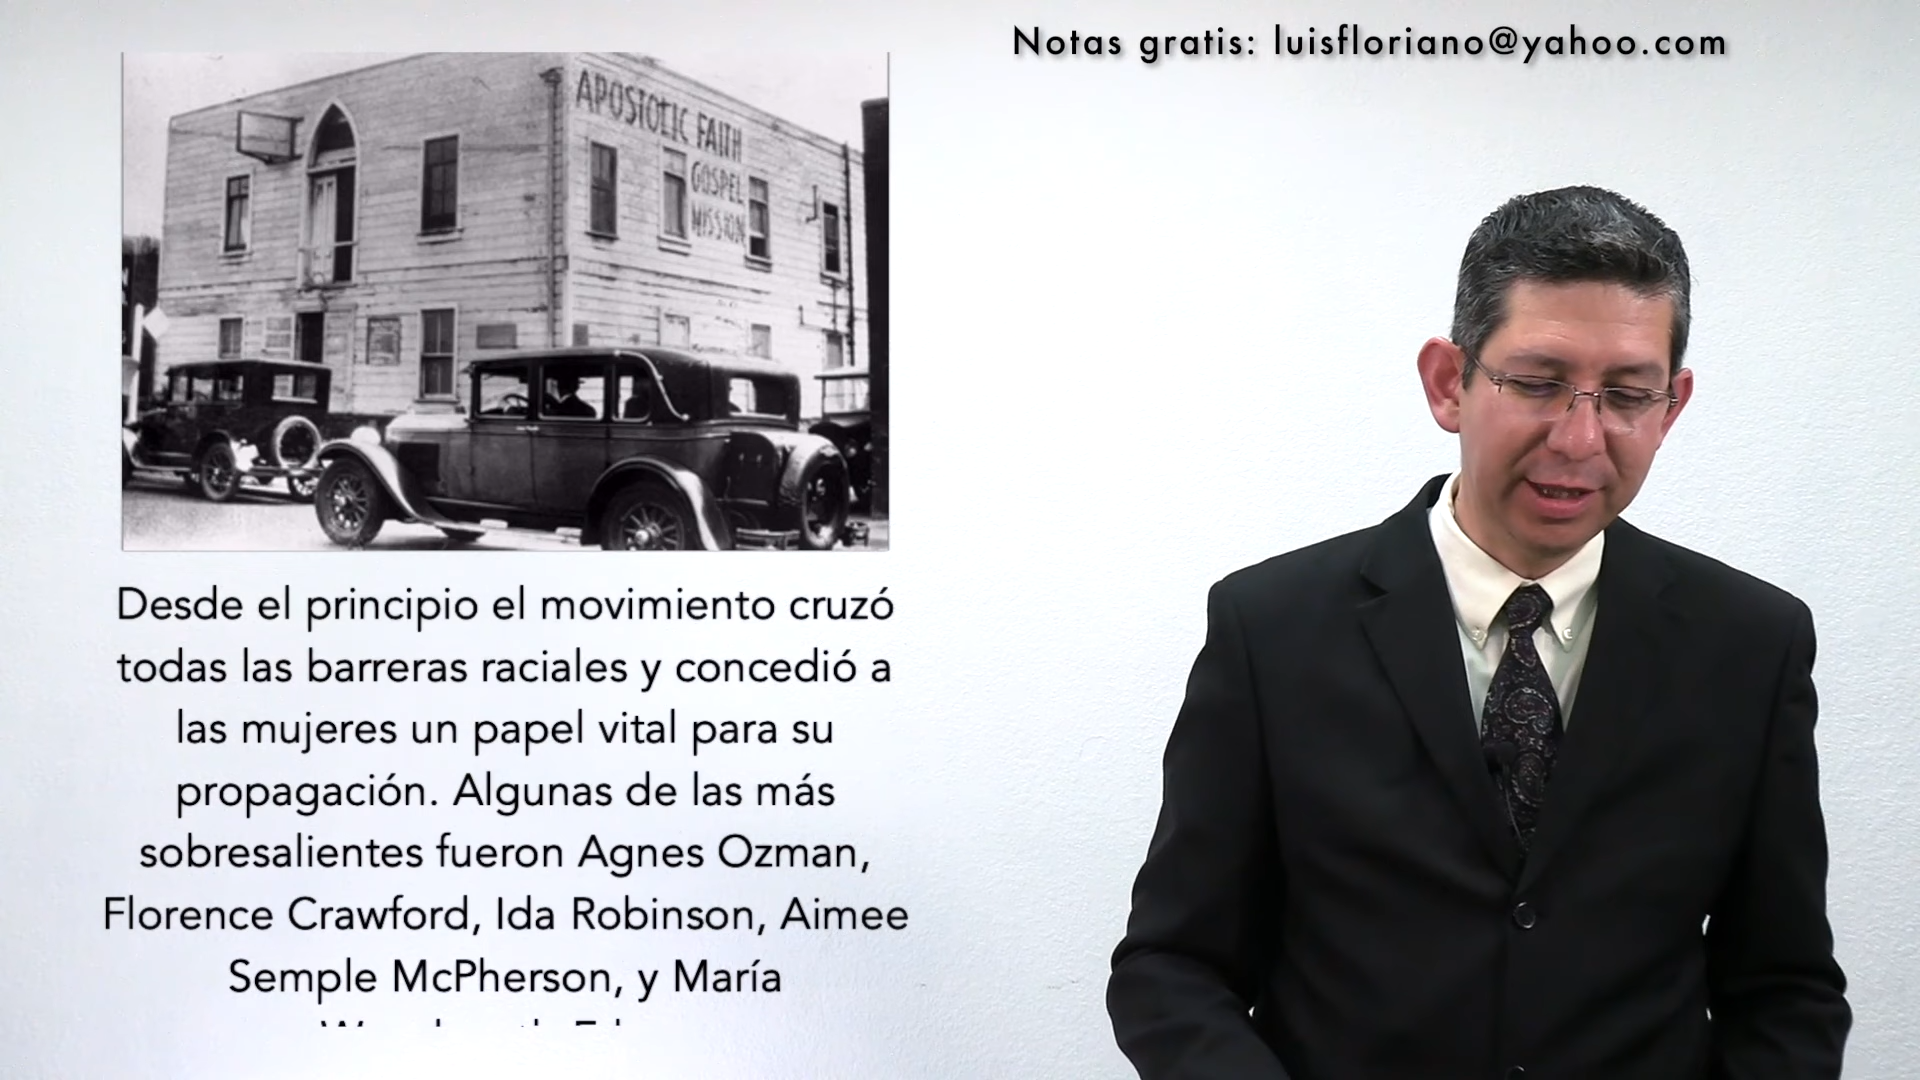 Notas gratis: luisfloriano@yahoo.com
APOSTOLIC FAITH
GOSPEL
MISSION
Desde el principio el movimiento cruzó
todas las barreras raciales y concedió a
las mujeres un papel vital para su
propagación. Algunas de las más
sobresalientes fueron Agnes Ozman,
Florence Crawford, Ida Robinson, Aimee
Semple McPherson, y María